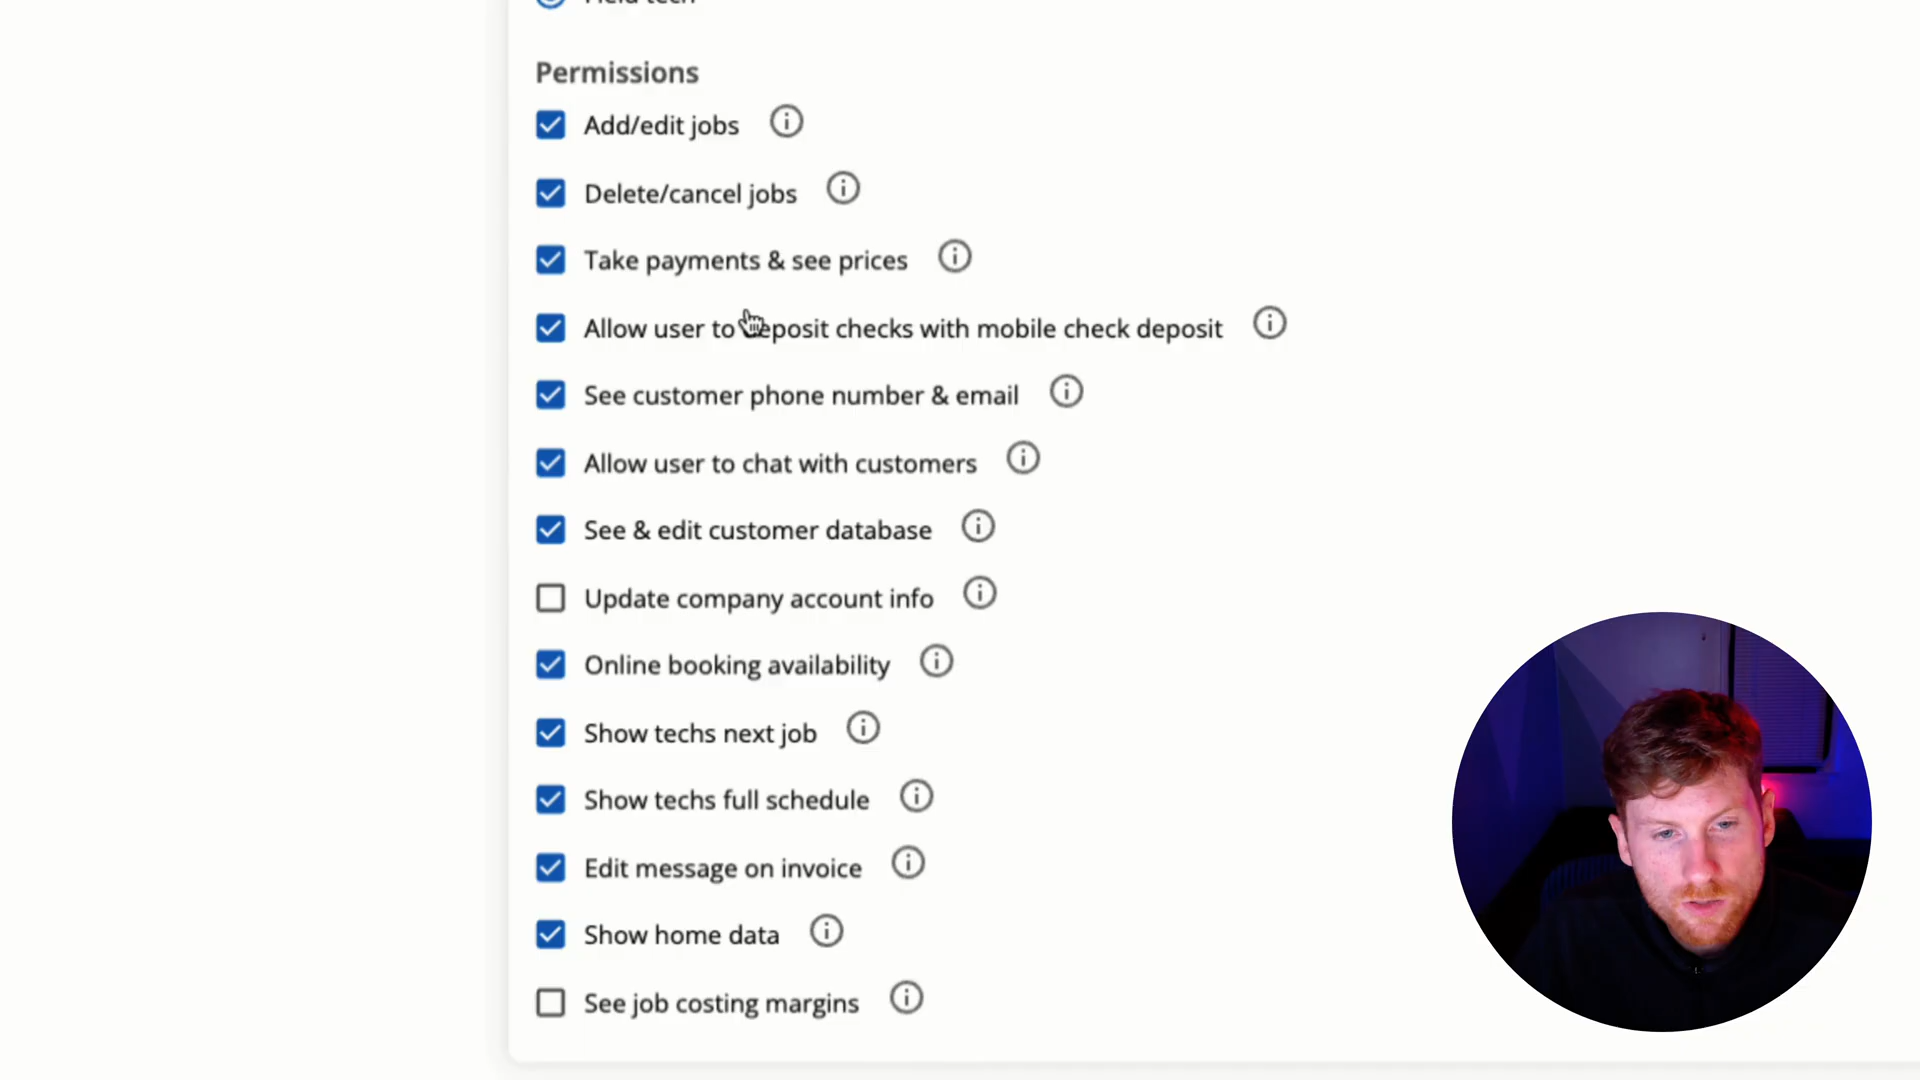 Field tech
Permissions
Add/edit jobs
Delete/cancel jobs
Take payments & see prices
Allow user to deposit checks with mobile check deposit
See customer phone number & email
Allow user to chat with customers
See & edit customer database
Update company account info
Online booking availability
Show techs next job
Show techs full schedule
Edit message on invoice
Show home data
See job costing margins